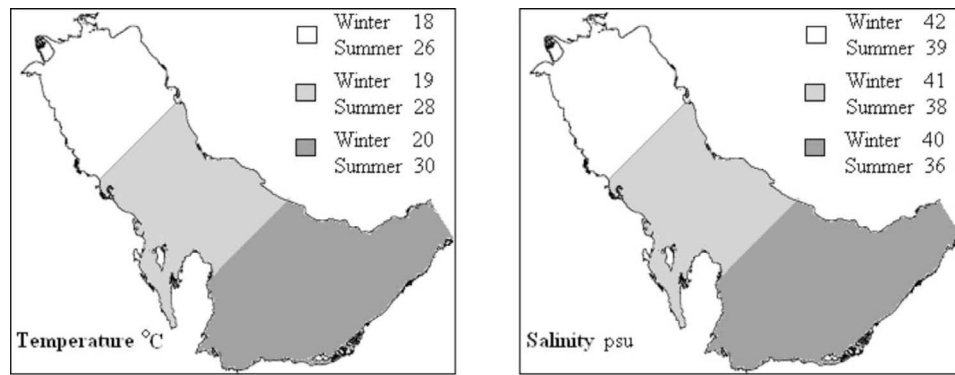 Winter 18
Summer 26
Winter 19
Summer 28
Winter 20
Summer 30
Temperature °C
Winter 42
Summer 39
Winter 41
Summer 38
Winter 40
Summer 36
Salinity psu